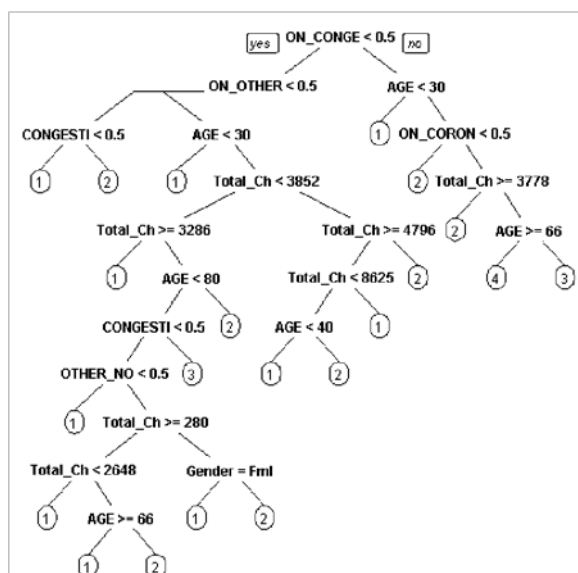 yes ON_CONGE < 0.5 no
ON_OTHER < 0.5 AGE < 30
CONGESTI < 0.5 AGE < 30 1 ON_CORON < 0.5
1 2 1 Total_Ch < 3852 2 Total_Ch >= 3778
Total_Ch >= 3286 Total_Ch >= 4796 2 AGE >= 66
1 AGE < 80 Total_Ch < 8625 2 4 3
CONGESTI < 0.5 2 AGE < 40 1
OTHER_NO < 0.5 3 1 2
1 Total_Ch >= 280
Total_Ch < 2648 Gender = Fml
1 AGE >= 66 1 2
1 2